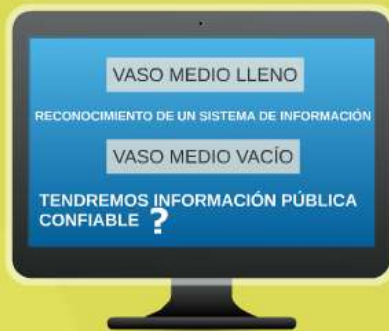 VASO MEDIO LLENO
RECONOCIMIENTO DE UN SISTEMA DE INFORMACIÓN
VASO MEDIO VACÍO
TENDREMOS INFORMACIÓN PÚBLICA
CONFIABLE ?